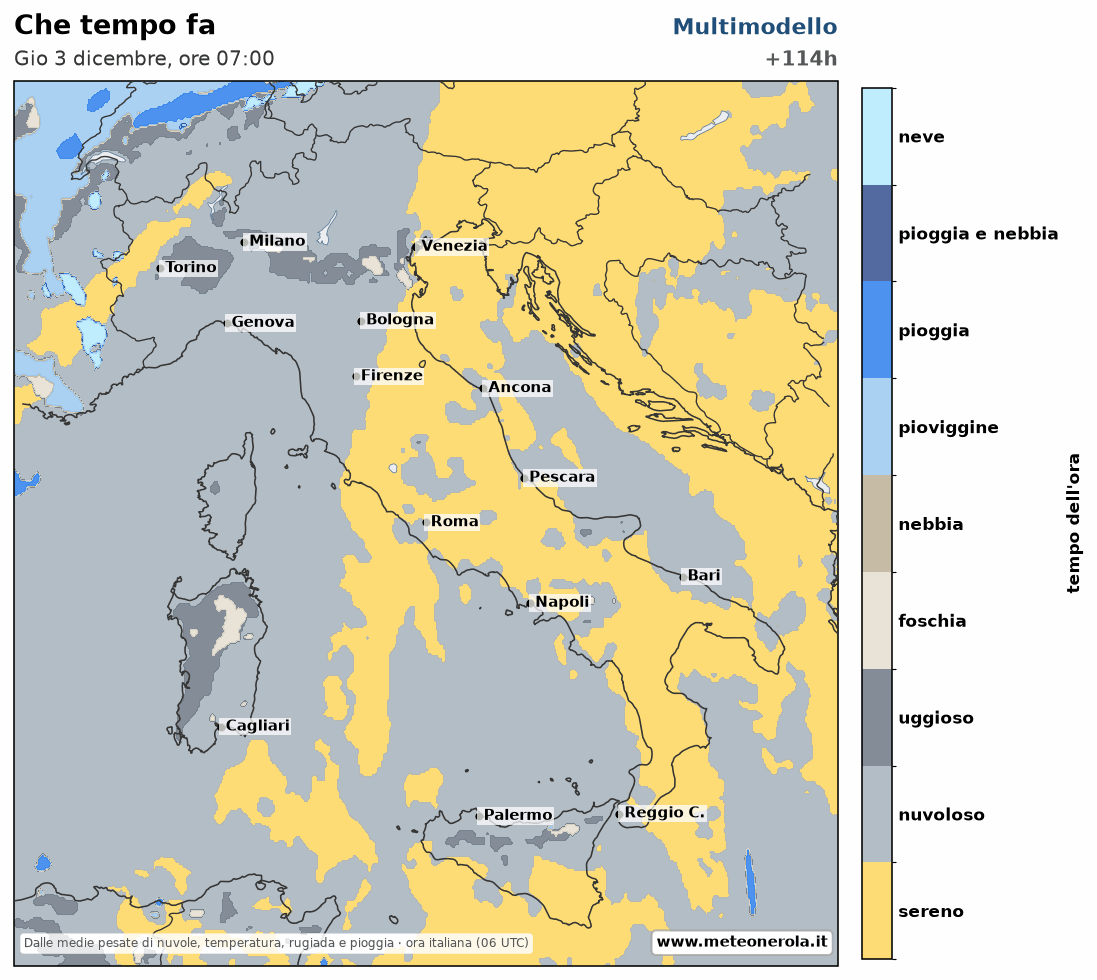 Che tempo fa
Multimodello
Gio 3 dicembre, ore 07:00
+114h
neve
pioggia e nebbia
pioggia
pioviggine
nebbia
foschia
uggioso
nuvoloso
sereno
tempo dell'ora
Milano
Venezia
Torino
Genova
Bologna
Firenze
Ancona
Pescara
Roma
Bari
Napoli
Cagliari
Palermo
Reggio C.
Dalle medie pesate di nuvole, temperatura, rugiada e pioggia · ora italiana (06 UTC)
www.meteonerola.it